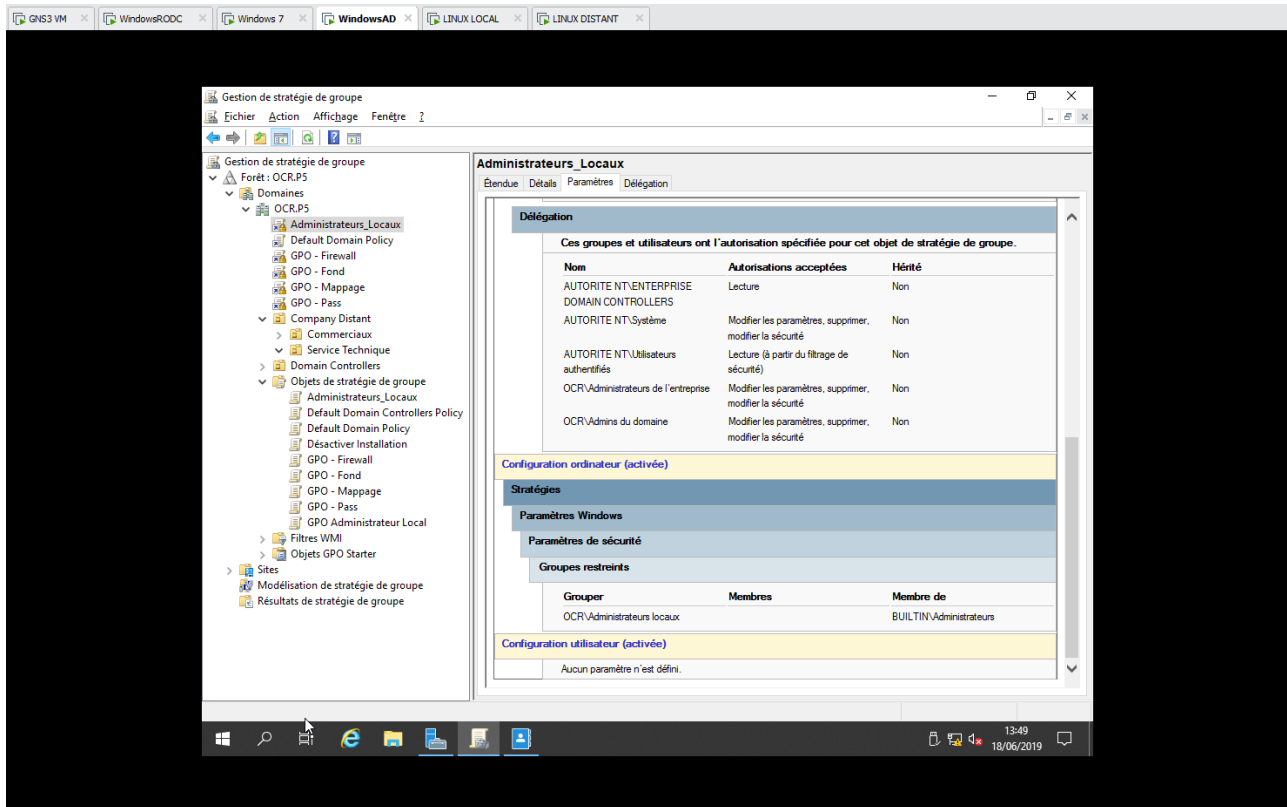 GNS3 VM
WindowsRODC
Windows 7
WindowsAD
LINUX LOCAL
LINUX DISTANT
Gestion de stratégie de groupe
Fichier Action Affichage Fenêtre ?
Gestion de stratégie de groupe
Forêt : OCR.P5
Domaines
OCR.P5
Administrateurs_Locaux
Default Domain Policy
GPO - Firewall
GPO - Fond
GPO - Mappage
GPO - Pass
Company Distant
Commerciaux
Service Technique
Domain Controllers
Objets de stratégie de groupe
Administrateurs_Locaux
Default Domain Controllers Policy
Default Domain Policy
Désactiver Installation
GPO - Firewall
GPO - Fond
GPO - Mappage
GPO - Pass
GPO Administrateur Local
Filtres WMI
Objets GPO Starter
Sites
Modélisation de stratégie de groupe
Résultats de stratégie de groupe
Administrateurs_Locaux
Étendue Détails Paramètres Délégation
Délégation
Ces groupes et utilisateurs ont l'autorisation spécifiée pour cet objet de stratégie de groupe.
Nom Autorisations acceptées Hérité
AUTORITE NT\ENTERPRISE Lecture Non
DOMAIN CONTROLLERS
AUTORITE NT\Système Modifier les paramètres, supprimer, Non
modifier la sécurité
AUTORITE NT\Utilisateurs Lecture (à partir du filtrage de Non
authentifiés sécurité)
OCR\Administrateurs de l'entreprise Modifier les paramètres, supprimer, Non
modifier la sécurité
OCR\Admins du domaine Modifier les paramètres, supprimer, Non
modifier la sécurité
Configuration ordinateur (activée)
Stratégies
Paramètres Windows
Paramètres de sécurité
Groupes restreints
Grouper Membres Membre de
OCR\Administrateurs locaux BUILTIN\Administrateurs
Configuration utilisateur (activée)
Aucun paramètre n'est défini.
13:49
18/06/2019